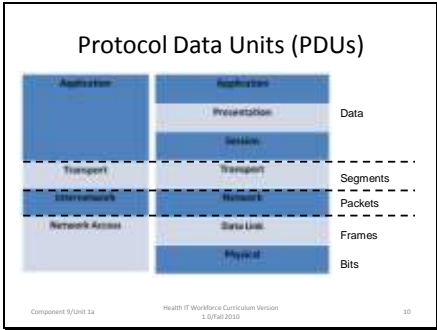 Protocol Data Units (PDUs)
Application
Application
Presentation
Data
Session
Transport
Transport
Segments
Internetwork
Network
Packets
Network Access
Data Link
Frames
Physical
Bits
Component 9/Unit 1a
Health IT Workforce Curriculum Version
1.0/Fall 2010
10